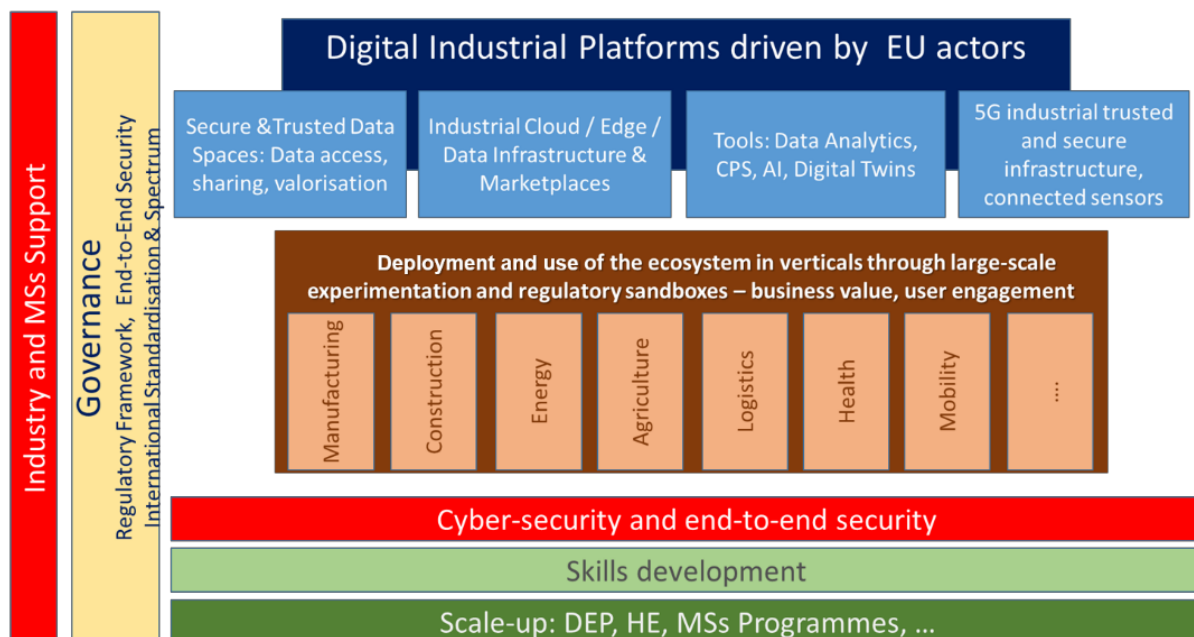 Industry and MSs Support
Governance
Regulatory Framework, End-to-End Security
International Standardisation & Spectrum
Digital Industrial Platforms driven by EU actors
Secure &Trusted Data
Spaces: Data access,
sharing, valorisation
Industrial Cloud / Edge /
Data Infrastructure &
Marketplaces
Tools: Data Analytics,
CPS, AI, Digital Twins
5G industrial trusted
and secure
infrastructure,
connected sensors
Deployment and use of the ecosystem in verticals through large-scale
experimentation and regulatory sandboxes – business value, user engagement
Manufacturing
Construction
Energy
Agriculture
Logistics
Health
Mobility
....
Cyber-security and end-to-end security
Skills development
Scale-up: DEP, HE, MSs Programmes, ...